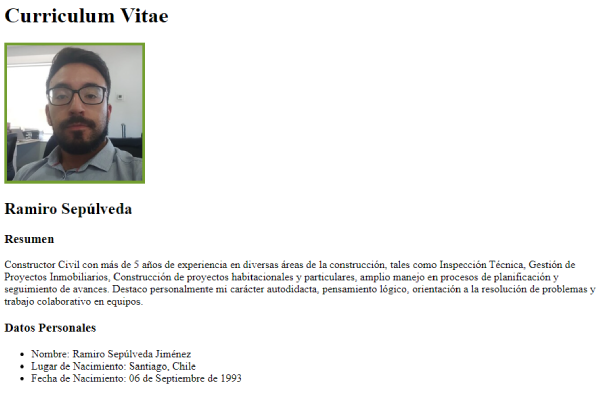 Curriculum Vitae
Ramiro Sepúlveda
Resumen
Constructor Civil con más de 5 años de experiencia en diversas áreas de la construcción, tales como Inspección Técnica, Gestión de
Proyectos Inmobiliarios, Construcción de proyectos habitacionales y particulares, amplio manejo en procesos de planificación y
seguimiento de avances. Destaco personalmente mi carácter autodidacta, pensamiento lógico, orientación a la resolución de problemas y
trabajo colaborativo en equipos.
Datos Personales
• Nombre: Ramiro Sepúlveda Jiménez
• Lugar de Nacimiento: Santiago, Chile
• Fecha de Nacimiento: 06 de Septiembre de 1993